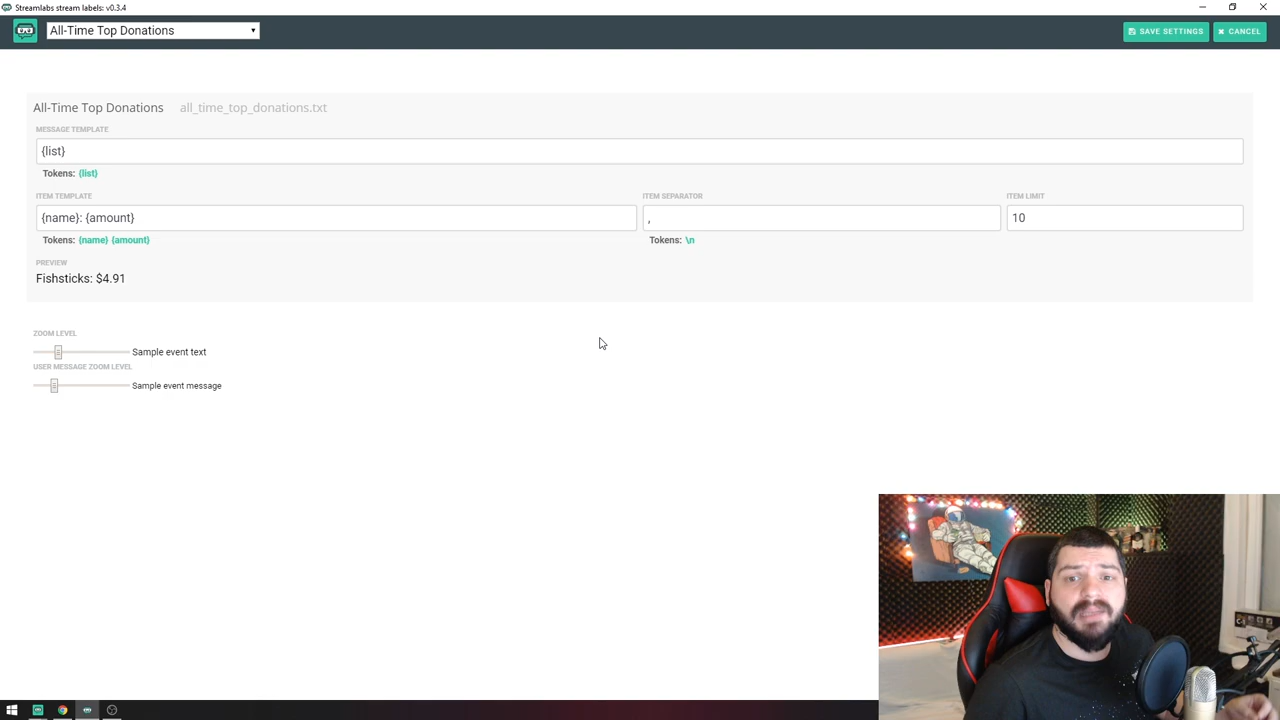 Streamlabs stream labels: v0.3.4
All-Time Top Donations
SAVE SETTINGS
CANCEL
All-Time Top Donations all_time_top_donations.txt
MESSAGE TEMPLATE
{list}
Tokens: {list}
ITEM TEMPLATE ITEM SEPARATOR ITEM LIMIT
{name}: {amount} , 10
Tokens: {name} {amount} Tokens: \n
PREVIEW
Fishsticks: $4.91
ZOOM LEVEL
Sample event text
USER MESSAGE ZOOM LEVEL
Sample event message